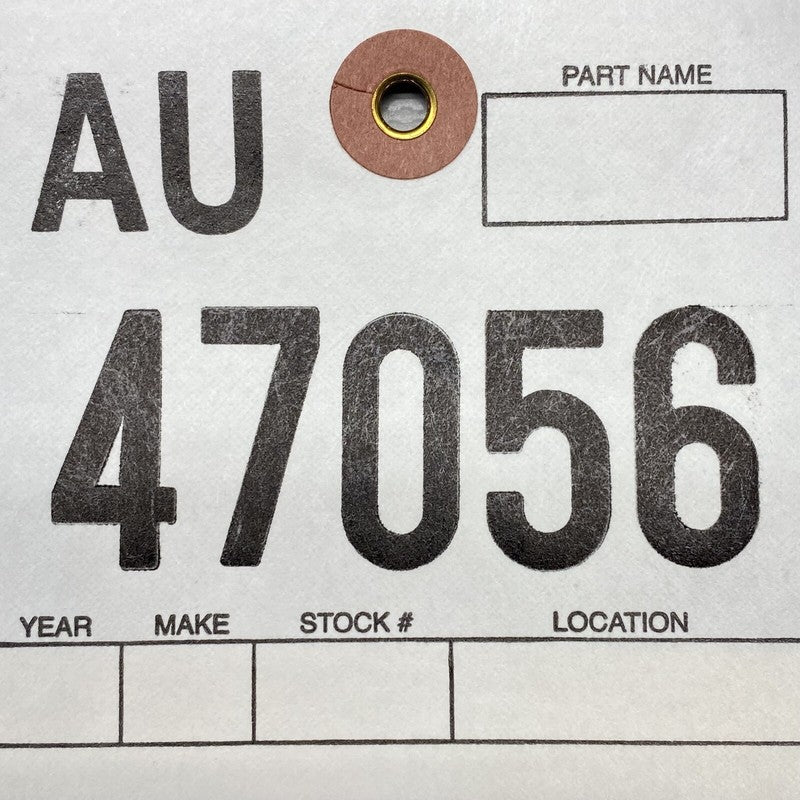 AU
PART NAME
47056
YEAR MAKE STOCK # LOCATION